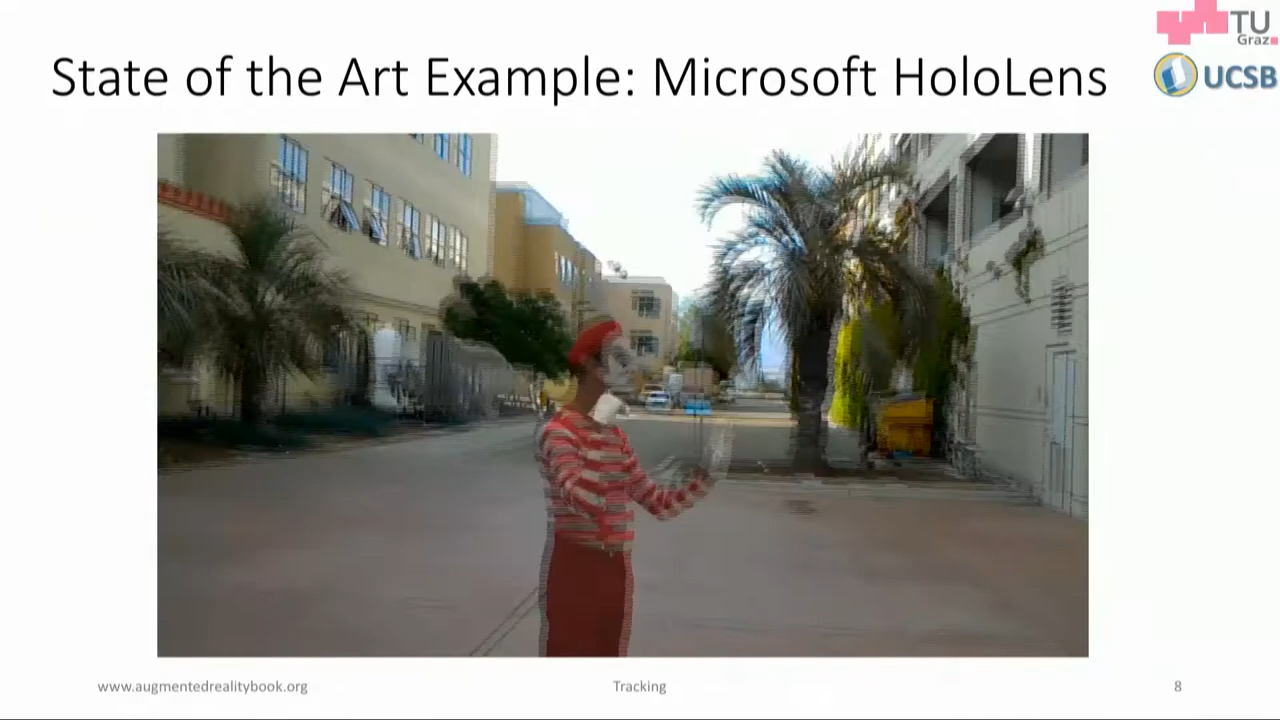 State of the Art Example: Microsoft HoloLens
TU
Graz
UCSB
www.augmentedrealitybook.org
Tracking
8